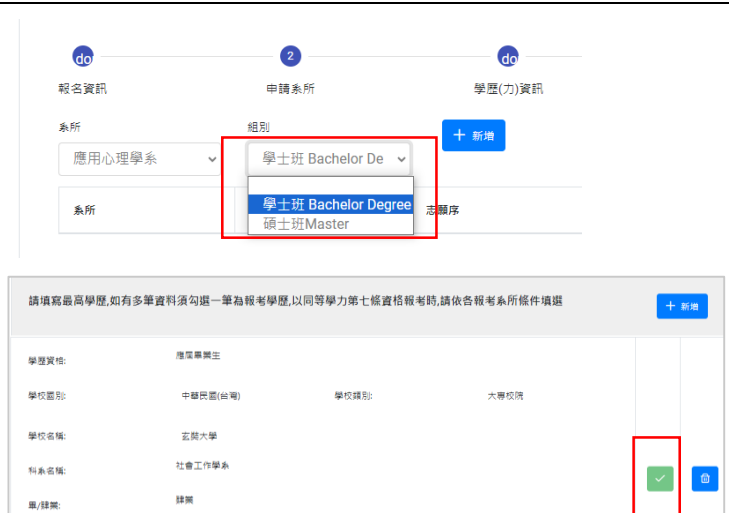 do 2 do
報名資訊 申請系所 學歷(力)資訊
系所 組別
應用心理學系 學士班 Bachelor De + 新增
學士班 Bachelor Degree
碩士班Master
系所 志願序
請填寫最高學歷,如有多筆資料須勾選一筆為報考學歷,以同等學力第七條資格報考時,請依各報考系所條件填選 + 新增
學歷資格: 應屆畢業生
學校國別: 中華民國(台灣) 學校類別: 大專校院
學校名稱: 玄奘大學
科系名稱: 社會工作學系
畢/肄業: 肄業